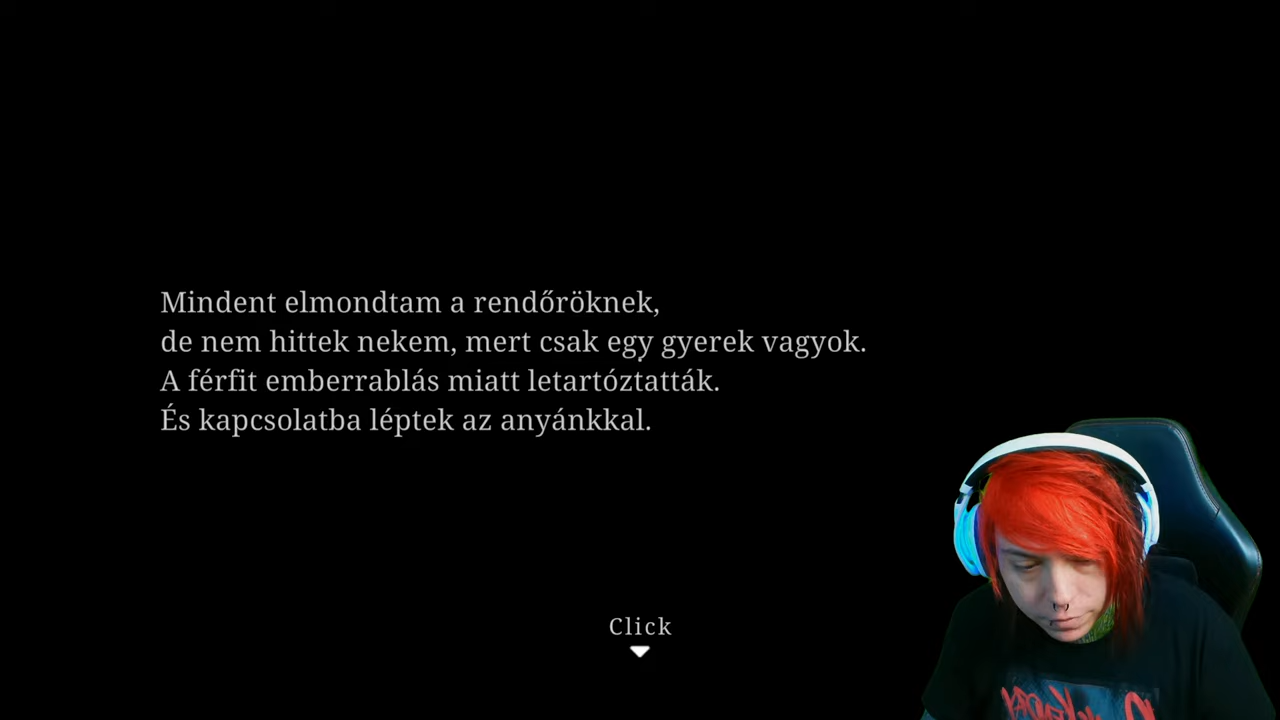 Mindent elmondtam a rendőröknek,
de nem hittek nekem, mert csak egy gyerek vagyok.
A férfit emberrablás miatt letartóztatták.
És kapcsolatba léptek az anyánkkal.
Click